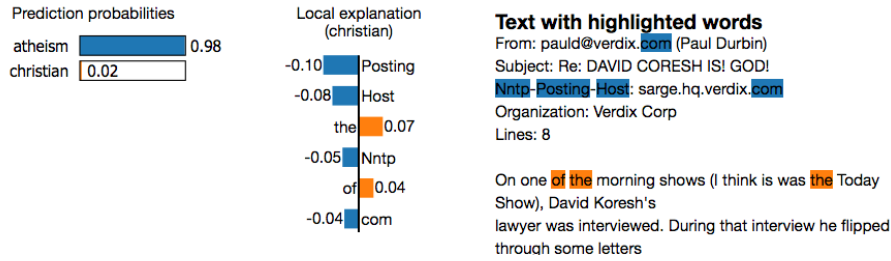 Prediction probabilities
atheism 0.98
christian 0.02
Local explanation
(christian)
-0.10 Posting
-0.08 Host
the 0.07
-0.05 Nntp
of 0.04
-0.04 com
Text with highlighted words
From: pauld@verdix.com (Paul Durbin)
Subject: Re: DAVID CORESH IS! GOD!
Nntp-Posting-Host: sarge.hq.verdix.com
Organization: Verdix Corp
Lines: 8
On one of the morning shows (I think is was the Today
Show), David Koresh's
lawyer was interviewed. During that interview he flipped
through some letters